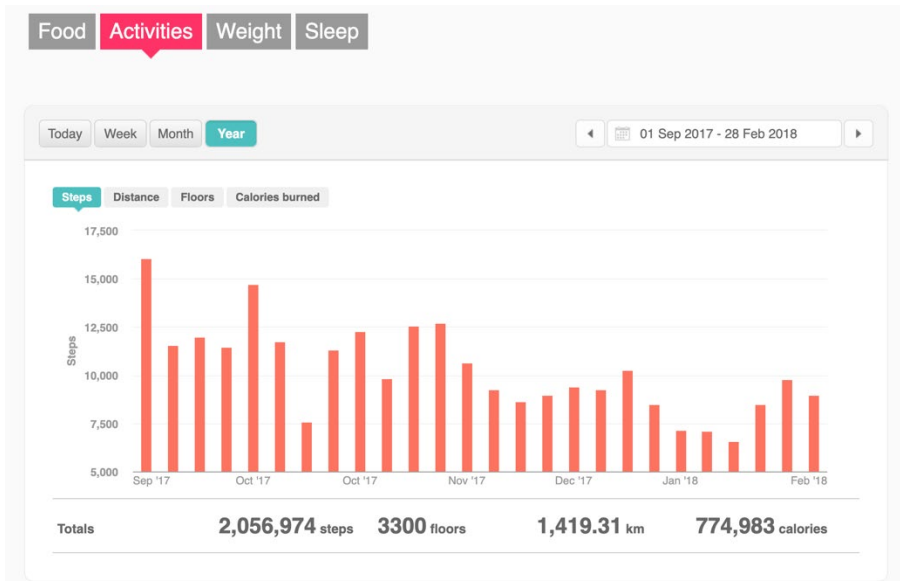 Food Activities Weight Sleep
Today Week Month Year 01 Sep 2017 - 28 Feb 2018
Steps Distance Floors Calories burned
17,500
15,000
12,500
10,000
7,500
5,000
Steps
Sep '17 Oct '17 Oct '17 Nov '17 Dec '17 Jan '18 Feb '18
Totals 2,056,974 steps 3300 floors 1,419.31 km 774,983 calories